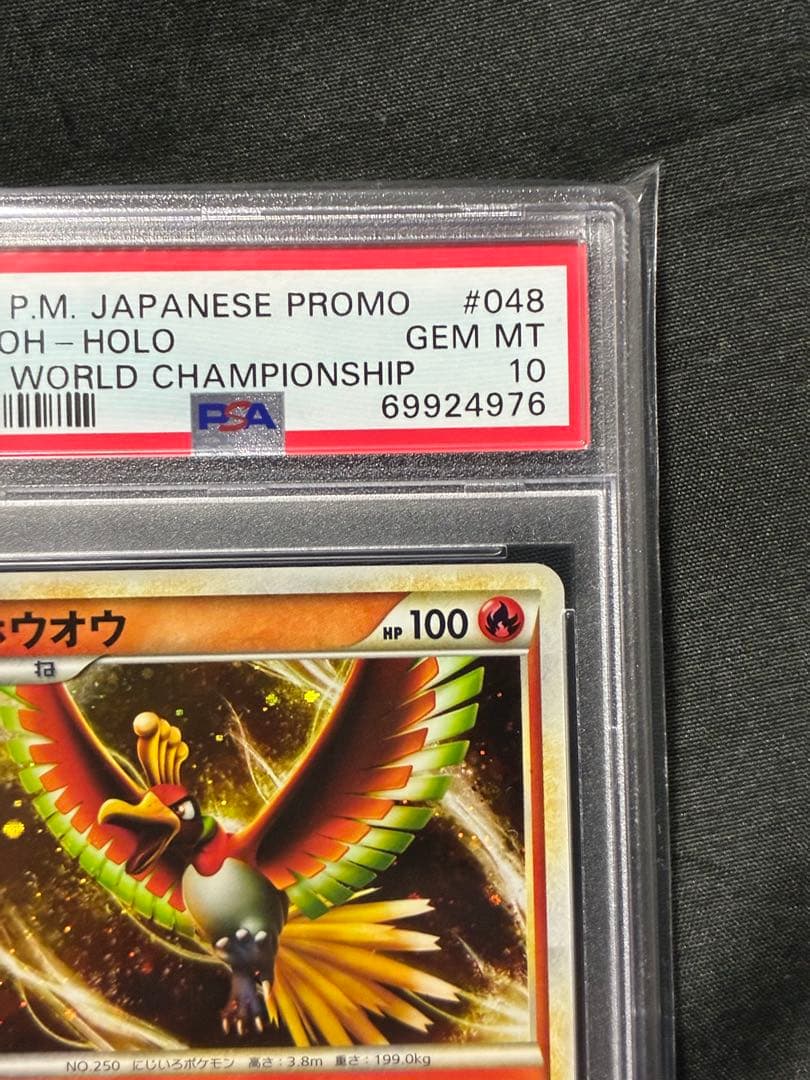 P.M. JAPANESE PROMO #048
OH-HOLO GEM MT
WORLD CHAMPIONSHIP 10
PSA 69924976
ホウオウ HP 100
ね
NO.250 にじいろポケモン 高さ:3.8m 重さ:199.0kg